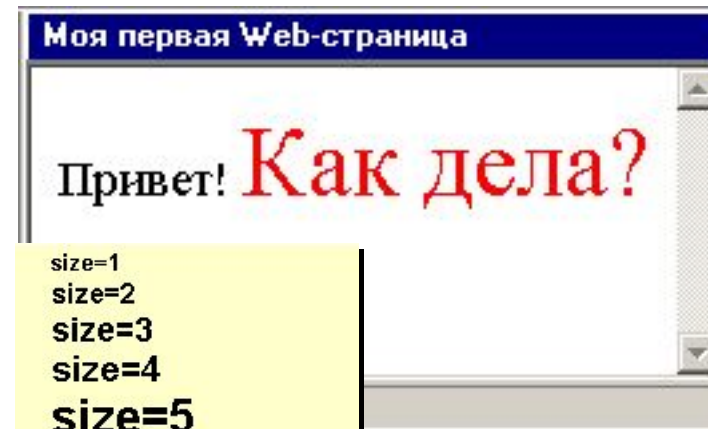 Моя первая Web-страница
Привет! Как дела?
size=1
size=2
size=3
size=4
size=5